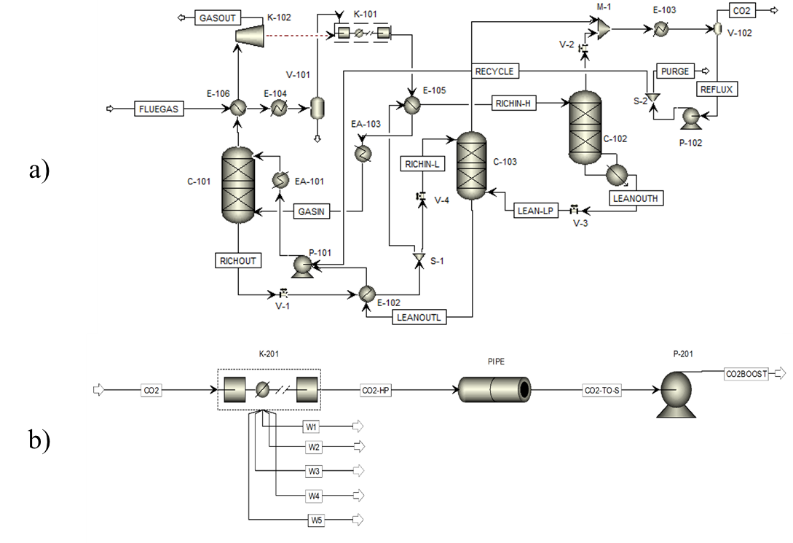 a)
GASOUT
K-102
K-101
M-1
E-103
CO2
V-102
V-2
V-101
RECYCLE
PURGE
REFLUX
S-2
P-102
E-106
E-104
FLUEGAS
E-105
RICHIN-H
EA-103
C-102
C-101
EA-101
RICHIN-L
C-103
LEANOUTH
V-4
GASIN
LEAN-LP
V-3
P-101
RICHOUT
S-1
V-1
E-102
LEANOUTL
b)
K-201
PIPE
P-201
CO2
CO2-HP
CO2-TO-S
CO2BOOST
W1
W2
W3
W4
W5